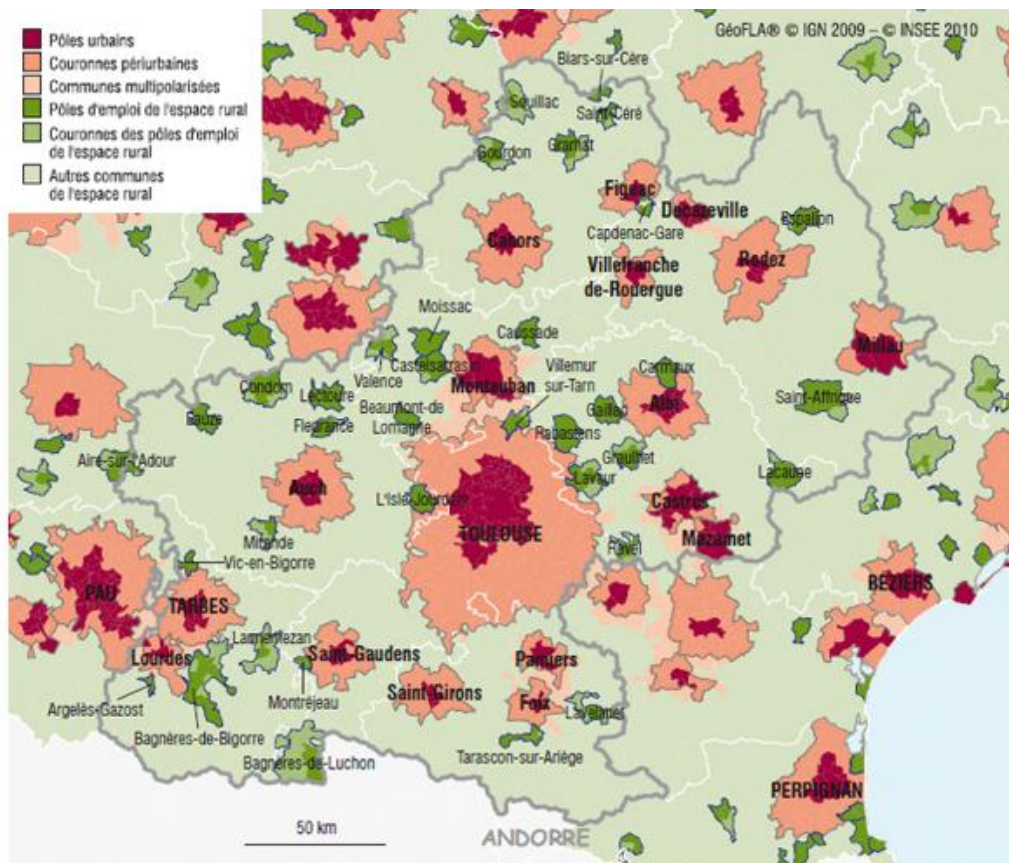 GéoFLA® © IGN 2009 – © INSEE 2010
Pôles urbains
Couronnes périurbaines
Communes multipolarisées
Pôles d'emploi de l'espace rural
Couronnes des pôles d'emploi
de l'espace rural
Autres communes
de l'espace rural
Biars-sur-Cère
Souillac
Saint-Céré
Gramat
Gourdon
Figeac
Decazeville
Capdenac-Gare
Espalion
Cahors
Rodez
Villefranche
de-Rouergue
Moissac
Caussade
Millau
Valence
Castelsarrasin
Villemur
sur-Tarn
Montauban
Carmaux
Condom
Lectoure
Beaumont-de
Lomagne
Gaillac
Albi
Saint-Affrique
Eauze
Fleurance
Rabastens
Graulhet
Aire-sur-l'Adour
Lavaur
Lacaune
Auch
L'Isle-Jourdain
Castres
TOULOUSE
Mazamet
Mirande
Revel
Vic-en-Bigorre
PAU
TARBES
BÉZIERS
Lannemezan
Lourdes
Saint-Gaudens
Pamiers
Saint-Girons
Foix
Montréjeau
Argelès-Gazost
Lavelanet
Bagnères-de-Bigorre
Tarascon-sur-Ariège
Bagnères-de-Luchon
PERPIGNAN
50 km
ANDORRE